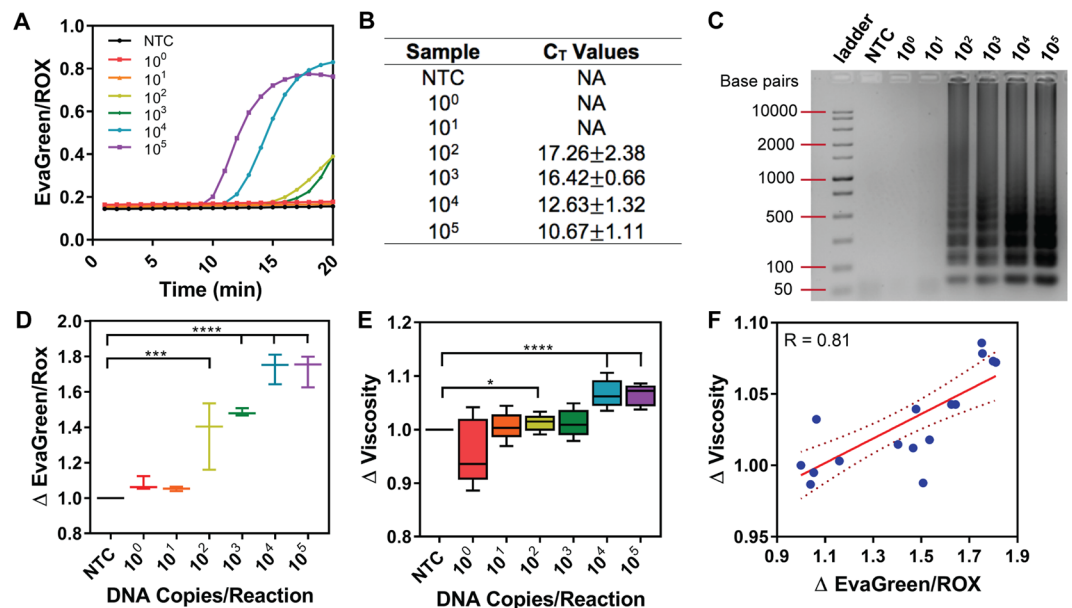 A
EvaGreen/ROX
1.0
0.8
0.6
0.4
0.2
0.0
NTC
10⁰
10¹
10²
10³
10⁴
10⁵
0
5
10
15
20
Time (min)
B
Sample Cᴛ Values
NTC NA
10⁰ NA
10¹ NA
10² 17.26±2.38
10³ 16.42±0.66
10⁴ 12.63±1.32
10⁵ 10.67±1.11
C
ladder
NTC
10⁰
10¹
10²
10³
10⁴
10⁵
Base pairs
10000
2000
1000
500
100
50
D
Δ EvaGreen/Rox
2.0
1.8
1.6
1.4
1.2
1.0
0.8
****
***
NTC
10⁰
10¹
10²
10³
10⁴
10⁵
DNA Copies/Reaction
E
Δ Viscosity
1.2
1.1
1.0
0.9
0.8
****
*
NTC
10⁰
10¹
10²
10³
10⁴
10⁵
DNA Copies/Reaction
F
R = 0.81
Δ Viscosity
1.10
1.05
1.00
0.95
0.9
1.1
1.3
1.5
1.7
1.9
Δ EvaGreen/ROX